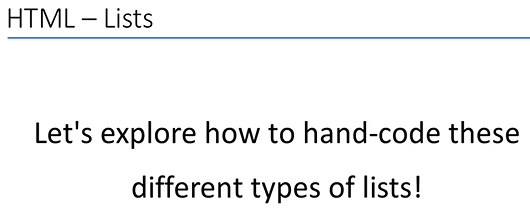 HTML – Lists
Let's explore how to hand-code these
different types of lists!